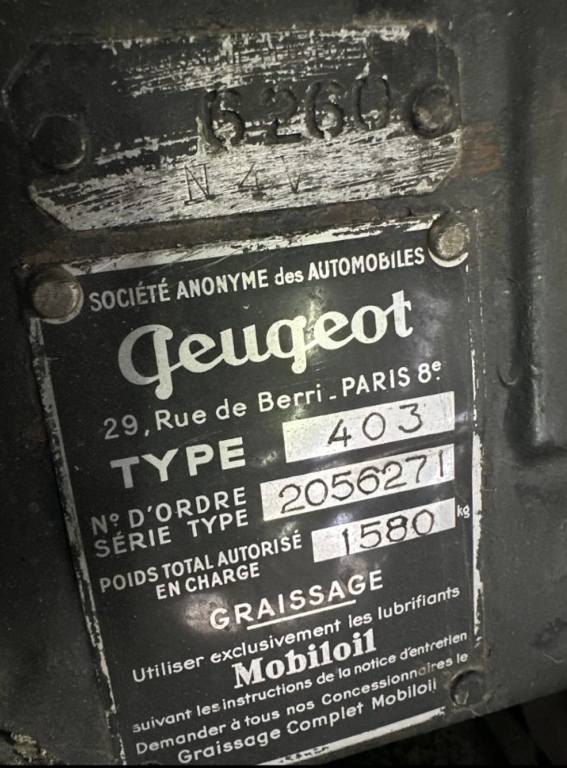 6260
N 4 V
SOCIÉTÉ ANONYME des AUTOMOBILES
Peugeot
29, Rue de Berri - PARIS 8e
TYPE 403
No D'ORDRE
SÉRIE TYPE 2056271
POIDS TOTAL AUTORISÉ
EN CHARGE 1580 kg
GRAISSAGE
Utiliser exclusivement les lubrifiants
Mobiloil
suivant les instructions de la notice d'entretien
Demander à tous nos Concessionnaires le
Graissage Complet Mobiloil